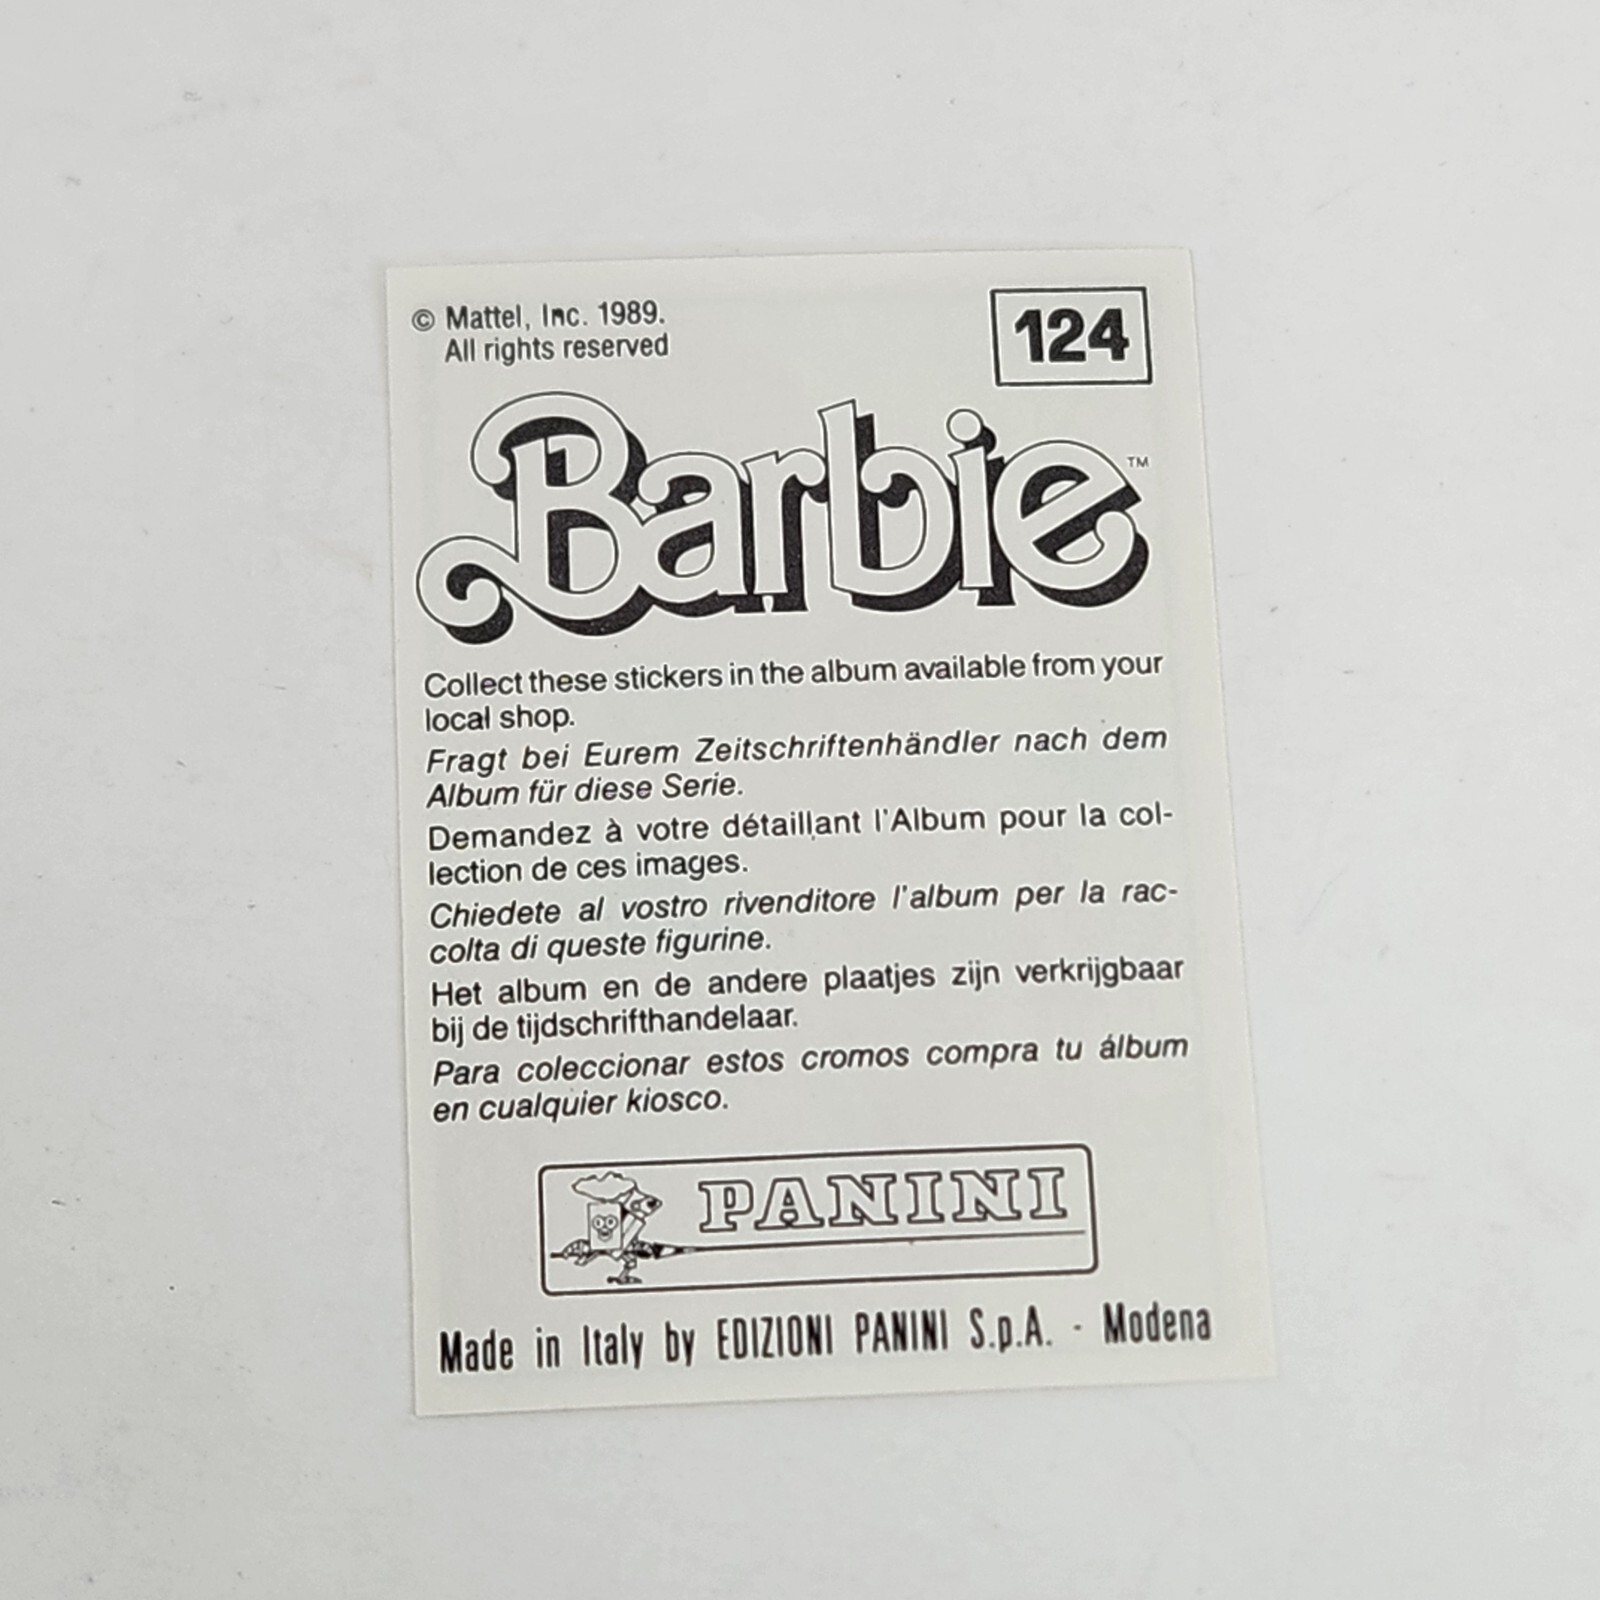 © Mattel, Inc. 1989.
All rights reserved
124
Barbie™
Collect these stickers in the album available from your
local shop.
Fragt bei Eurem Zeitschriftenhändler nach dem
Album für diese Serie.
Demandez à votre détaillant l'Album pour la col-
lection de ces images.
Chiedete al vostro rivenditore l'album per la rac-
colta di queste figurine.
Het album en de andere plaatjes zijn verkrijgbaar
bij de tijdschrifthandelaar.
Para coleccionar estos cromos compra tu álbum
en cualquier kiosco.
PANINI
Made in Italy by EDIZIONI PANINI S.p.A. - Modena